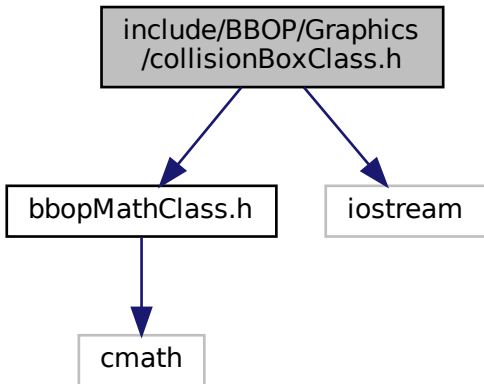 include/BBOP/Graphics
/collisionBoxClass.h
bbopMathClass.h
iostream
cmath